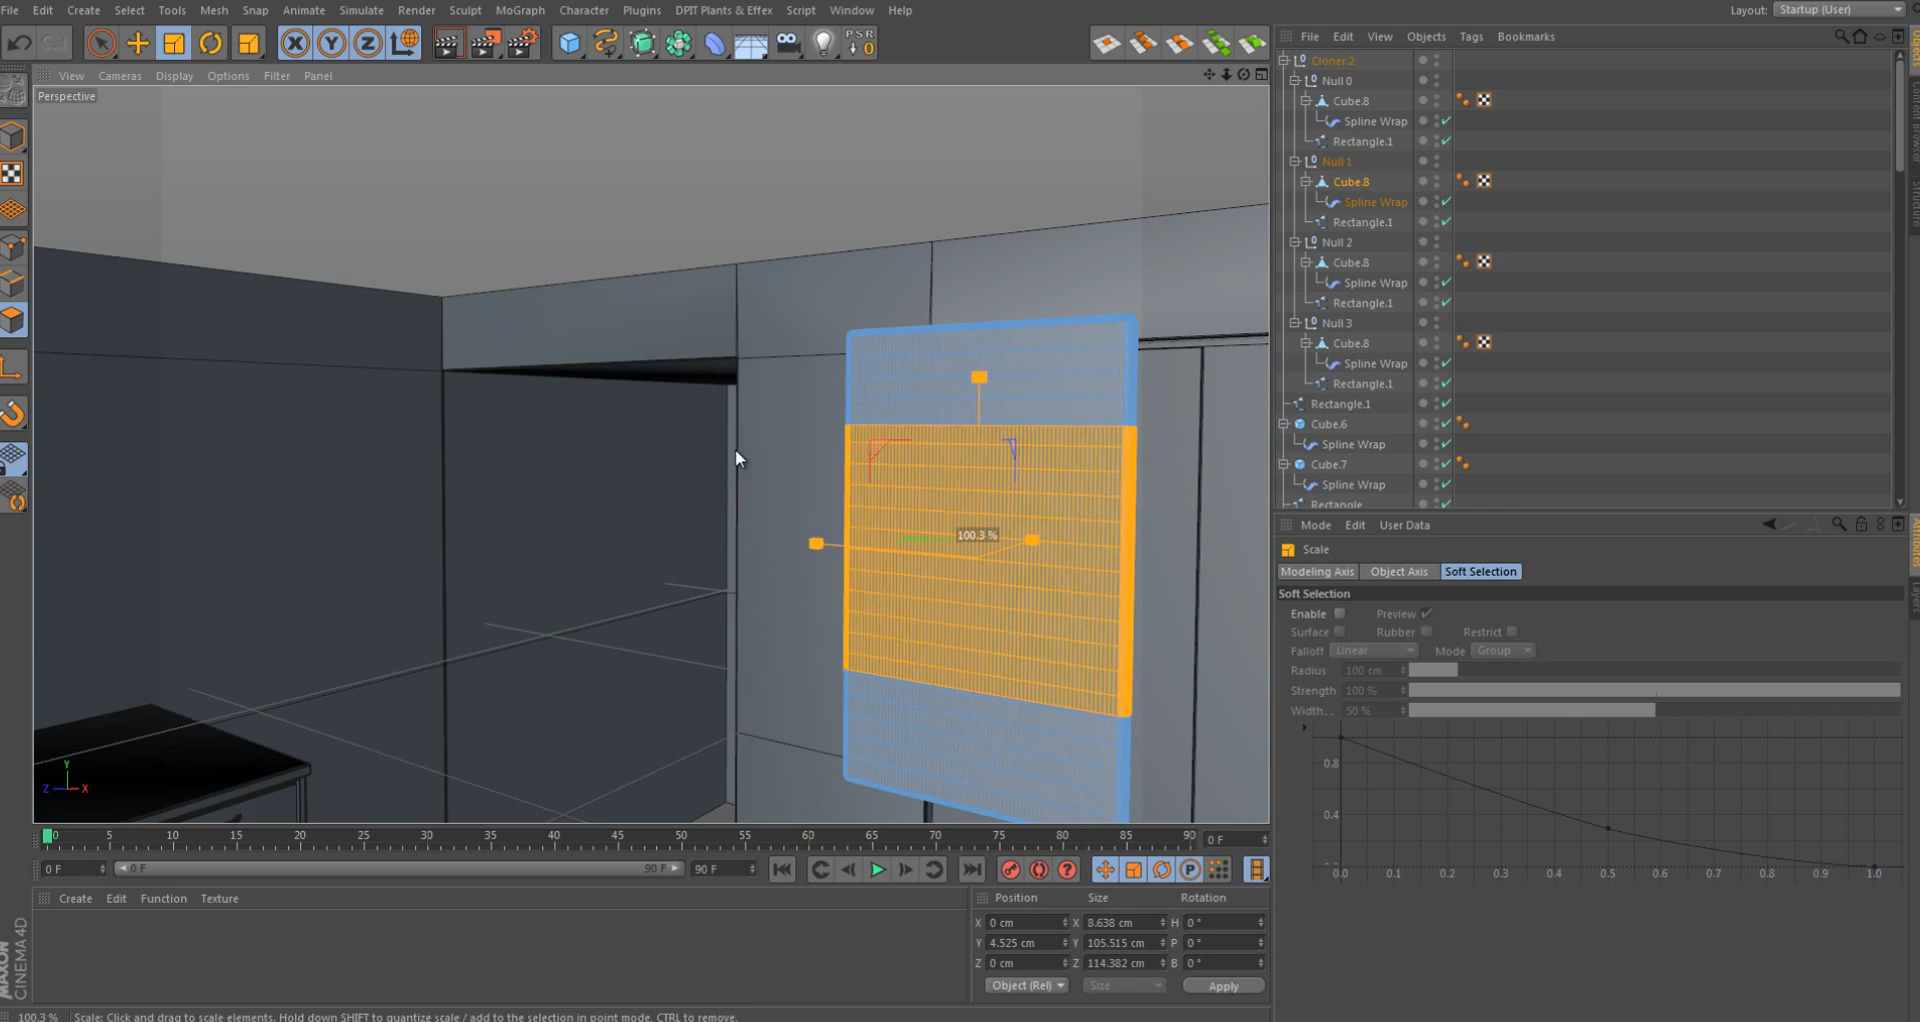 File Edit Create Select Tools Mesh Snap Animate Simulate Render Sculpt MoGraph Character Plugins DPIT Plants & Effex Script Window Help Layout: Startup (User)
X Y Z PSR 0
File Edit View Objects Tags Bookmarks
View Cameras Display Options Filter Panel
Perspective
Cloner.2
Null 0
Cube.8
Spline Wrap
Rectangle.1
Null 1
Cube.8
Spline Wrap
Rectangle.1
Null 2
Cube.8
Spline Wrap
Rectangle.1
Null 3
Cube.8
Spline Wrap
Rectangle.1
Rectangle.1
Cube.6
Spline Wrap
Cube.7
Spline Wrap
Rectangle
Objects
Content Browser
Structure
100.3 %
Y
Z X
Mode Edit User Data
Scale
Modeling Axis Object Axis Soft Selection
Soft Selection
Enable Preview
Surface Rubber Restrict
Falloff Linear Mode Group
Radius 100 cm
Strength 100 %
Width.. 50 %
0.8
0.4
0.0 0.1 0.2 0.3 0.4 0.5 0.6 0.7 0.8 0.9 1.0
Attributes
Layers
0 5 10 15 20 25 30 35 40 45 50 55 60 65 70 75 80 85 90 0 F
0 F 0 F 90 F 90 F P
Create Edit Function Texture
Position Size Rotation
X 0 cm X 8.638 cm H 0 °
Y 4.525 cm Y 105.515 cm P 0 °
Z 0 cm Z 114.382 cm B 0 °
Object (Rel) Size Apply
MAXON CINEMA 4D
100.3 % Scale: Click and drag to scale elements. Hold down SHIFT to quantize scale / add to the selection in point mode, CTRL to remove.